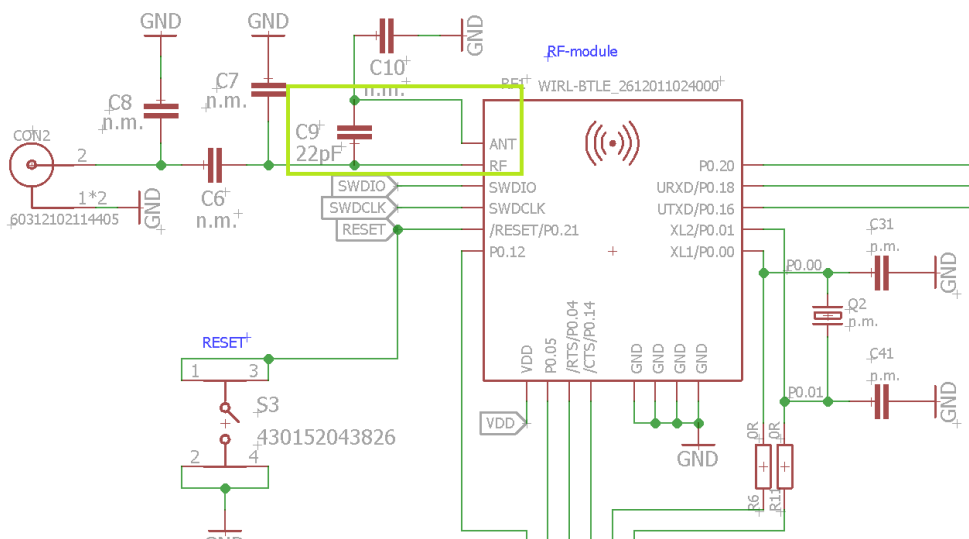 GND
GND
GND
C10
n.m.
RF-module
RF1
WIRL-BTLE_2612011024000
C7
n.m.
C8
n.m.
C9
22pF
CON2
2
1*2
60312102114405
GND
C6
n.m.
ANT
RF
SWDIO
SWDCLK
/RESET/P0.21
P0.12
SWDIO
SWDCLK
RESET
P0.20
URXD/P0.18
UTXD/P0.16
XL2/P0.01
XL1/P0.00
C31
n.m.
GND
P0.00
Q2
n.m.
C41
n.m.
GND
P0.01
VDD
P0.05
/RTS/P0.04
/CTS/P0.14
GND
GND
GND
GND
VDD
GND
0R
0R
R6
R11
RESET
1
3
S3
430152043826
2
4
GND